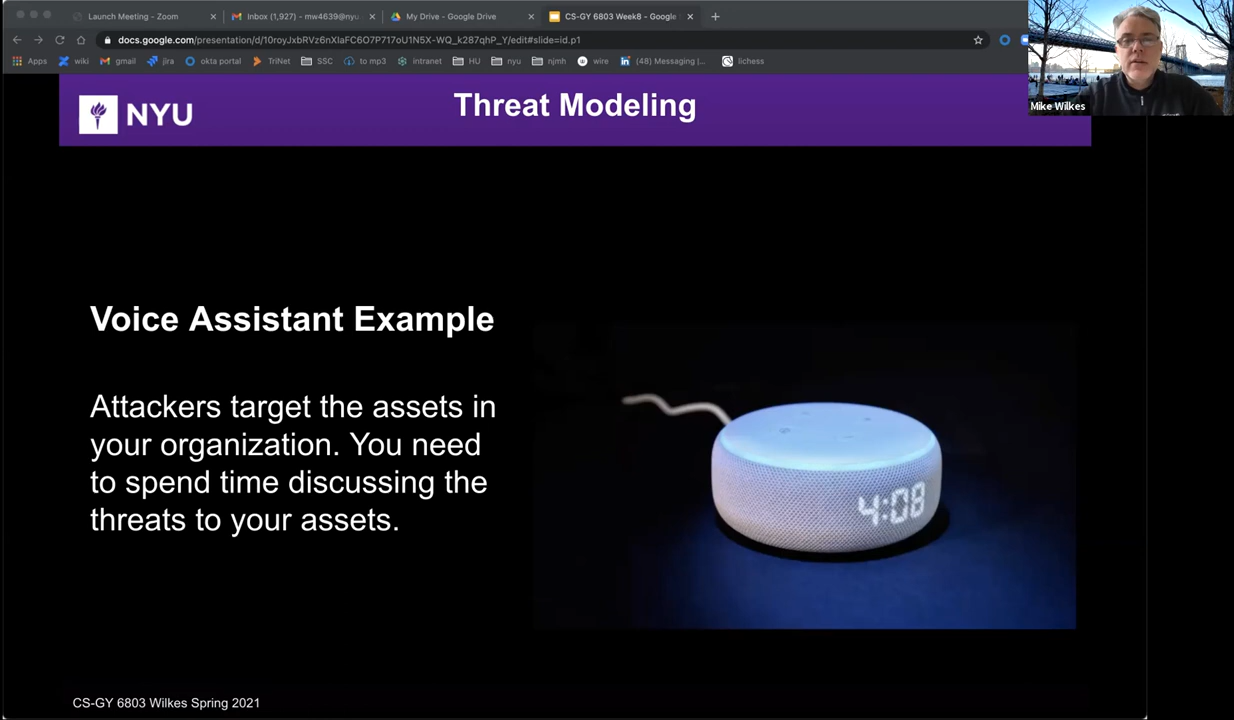 Launch Meeting - Zoom
Inbox (1,927) - mw4639@nyu
My Drive - Google Drive
CS-GY 6803 Week8 - Google
docs.google.com/presentation/d/10royJxbRVz6nXlaFC6O7P717oU1N5X-WQ_k287qhP_Y/edit#slide=id.p1
Apps
wiki
gmail
jira
okta portal
TriNet
SSC
to mp3
intranet
HU
nyu
njmh
wire
(48) Messaging |...
lichess
Mike Wilkes
NYU
Threat Modeling
Voice Assistant Example
Attackers target the assets in
your organization. You need
to spend time discussing the
threats to your assets.
4:08
CS-GY 6803 Wilkes Spring 2021